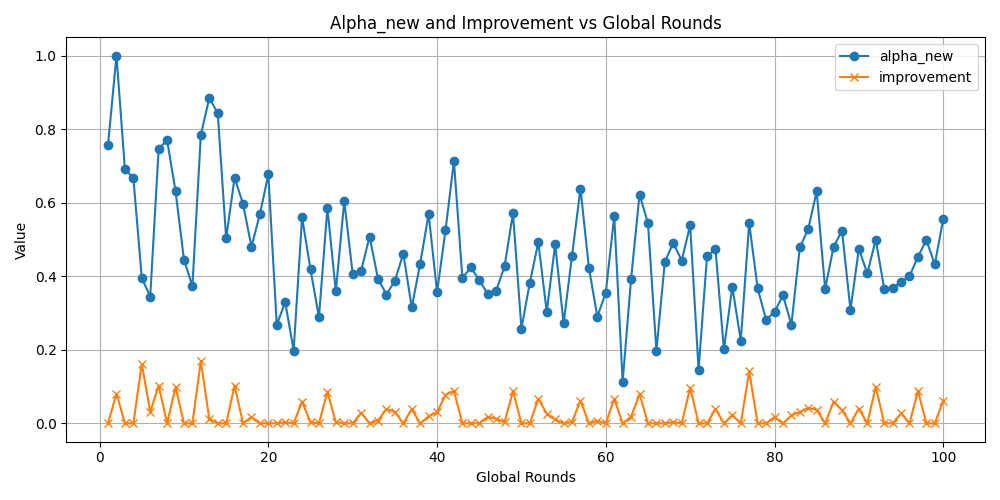 Alpha_new and Improvement vs Global Rounds
alpha_new
improvement
Value
1.0
0.8
0.6
0.4
0.2
0.0
0
20
40
60
80
100
Global Rounds